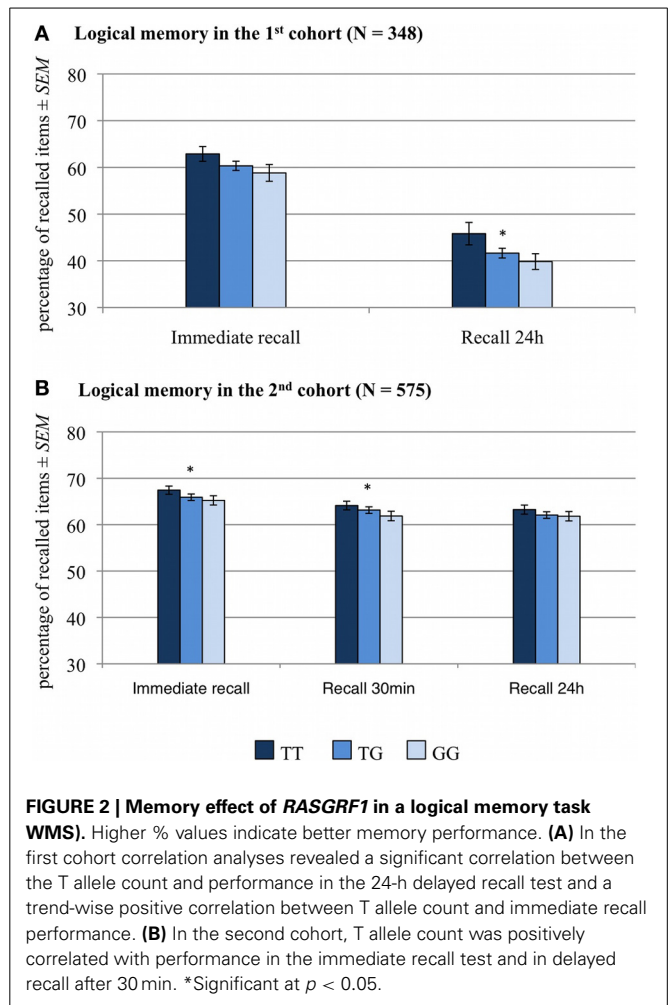 A Logical memory in the 1st cohort (N = 348)
percentage of recalled items ± SEM
80
70
60
50
40
30
*
Immediate recall Recall 24h
B Logical memory in the 2nd cohort (N = 575)
percentage of recalled items ± SEM
80
70
60
50
40
30
* *
Immediate recall Recall 30min Recall 24h
TT TG GG
FIGURE 2 | Memory effect of RASGRF1 in a logical memory task
WMS). Higher % values indicate better memory performance. (A) In the
first cohort correlation analyses revealed a significant correlation between
the T allele count and performance in the 24-h delayed recall test and a
trend-wise positive correlation between T allele count and immediate recall
performance. (B) In the second cohort, T allele count was positively
correlated with performance in the immediate recall test and in delayed
recall after 30 min. *Significant at p < 0.05.